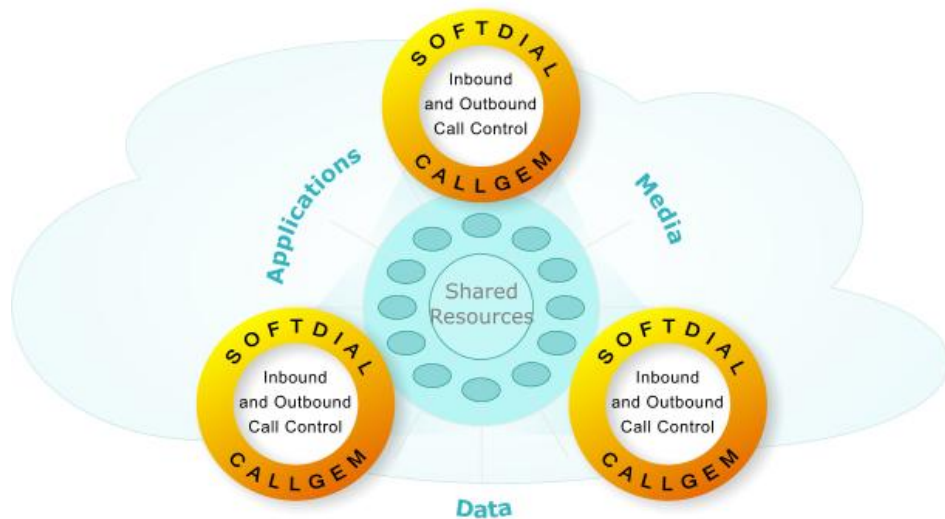 SOFTDIAL
Inbound
and Outbound
Call Control
CALLGEM
Applications
Media
Shared
Resources
SOFTDIAL
Inbound
and Outbound
Call Control
CALLGEM
SOFTDIAL
Inbound
and Outbound
Call Control
CALLGEM
Data